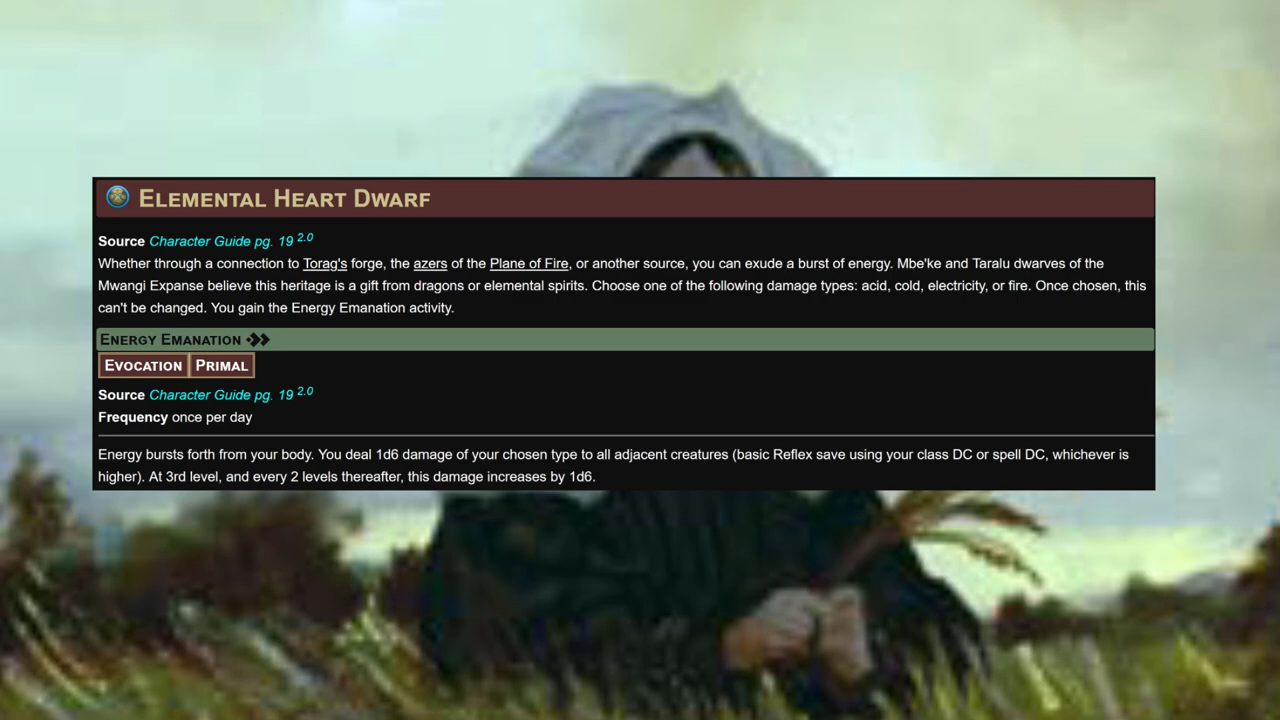 Elemental Heart Dwarf
Source Character Guide pg. 19 2.0
Whether through a connection to Torag's forge, the azers of the Plane of Fire, or another source, you can exude a burst of energy. Mbe'ke and Taralu dwarves of the
Mwangi Expanse believe this heritage is a gift from dragons or elemental spirits. Choose one of the following damage types: acid, cold, electricity, or fire. Once chosen, this
can't be changed. You gain the Energy Emanation activity.
Energy Emanation
Evocation Primal
Source Character Guide pg. 19 2.0
Frequency once per day
Energy bursts forth from your body. You deal 1d6 damage of your chosen type to all adjacent creatures (basic Reflex save using your class DC or spell DC, whichever is
higher). At 3rd level, and every 2 levels thereafter, this damage increases by 1d6.